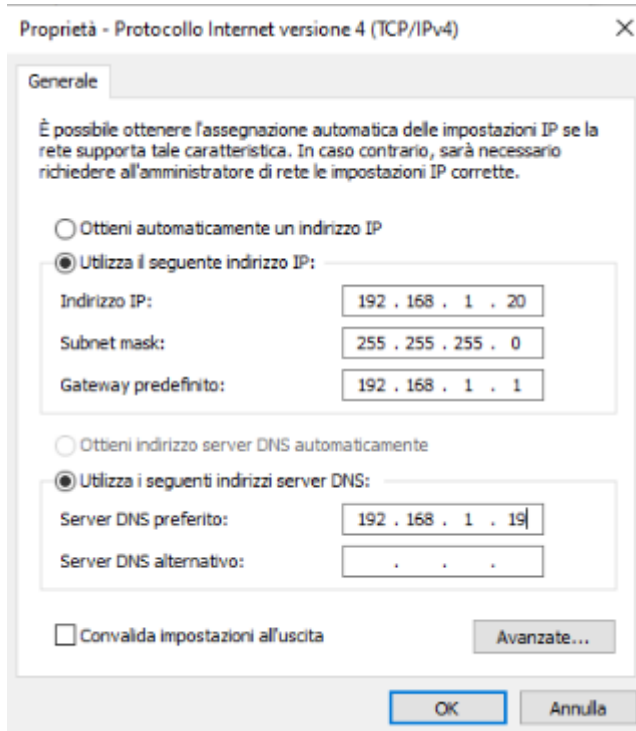 Proprietà - Protocollo Internet versione 4 (TCP/IPv4)
Generale
È possibile ottenere l'assegnazione automatica delle impostazioni IP se la
rete supporta tale caratteristica. In caso contrario, sarà necessario
richiedere all'amministratore di rete le impostazioni IP corrette.
Ottieni automaticamente un indirizzo IP
Utilizza il seguente indirizzo IP:
Indirizzo IP: 192 . 168 . 1 . 20
Subnet mask: 255 . 255 . 255 . 0
Gateway predefinito: 192 . 168 . 1 . 1
Ottieni indirizzo server DNS automaticamente
Utilizza i seguenti indirizzi server DNS:
Server DNS preferito: 192 . 168 . 1 . 19
Server DNS alternativo: . . .
Convalida impostazioni all'uscita Avanzate...
OK Annulla